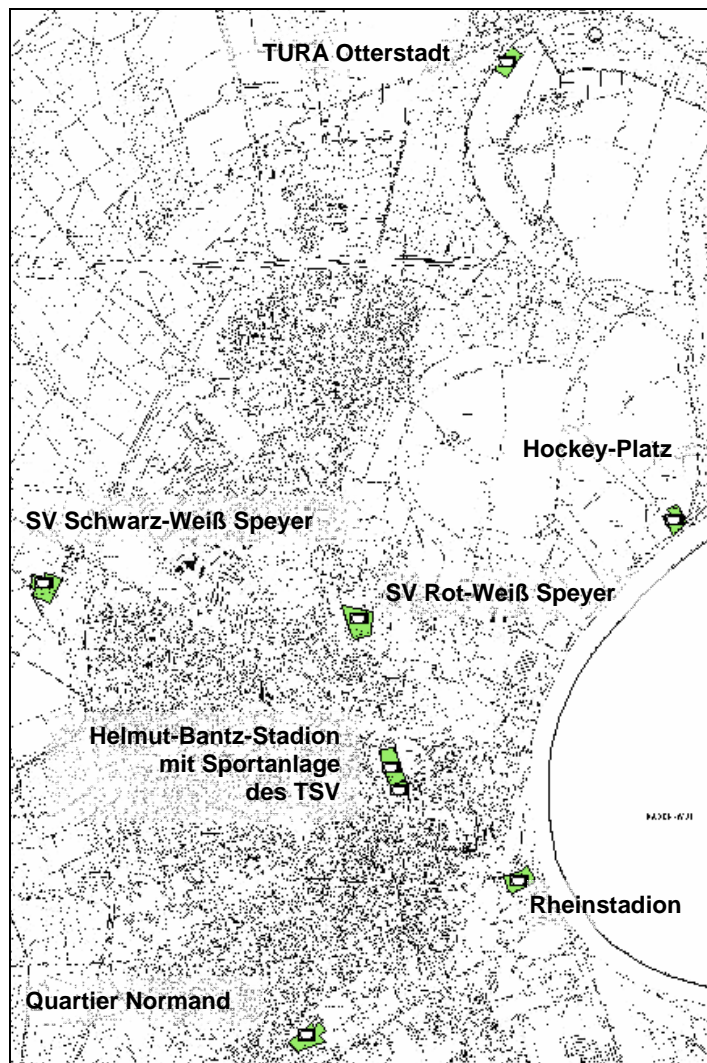 TURA Otterstadt
Hockey-Platz
SV Schwarz-Weiß Speyer
SV Rot-Weiß Speyer
Helmut-Bantz-Stadion
mit Sportanlage
des TSV
Rheinstadion
Quartier Normand